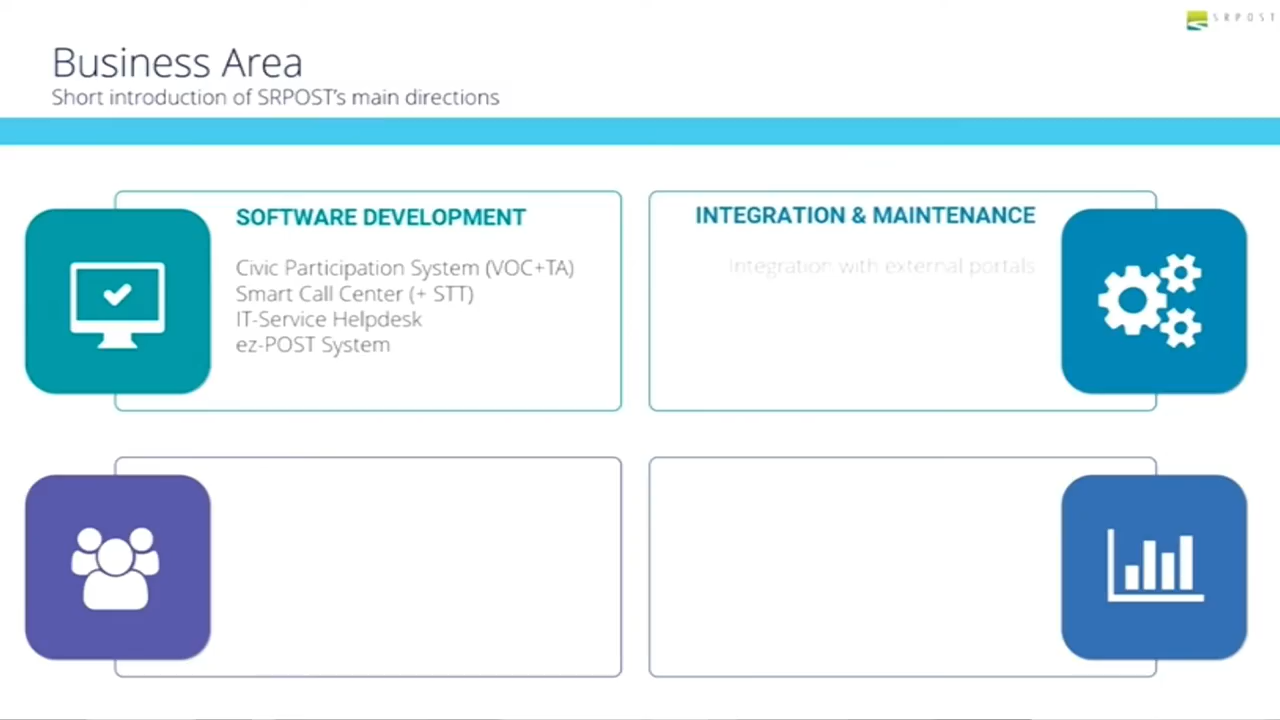 SRPOST
Business Area
Short introduction of SRPOST's main directions
SOFTWARE DEVELOPMENT
Civic Participation System (VOC+TA)
Smart Call Center (+ STT)
IT-Service Helpdesk
ez-POST System
INTEGRATION & MAINTENANCE
Integration with external portals